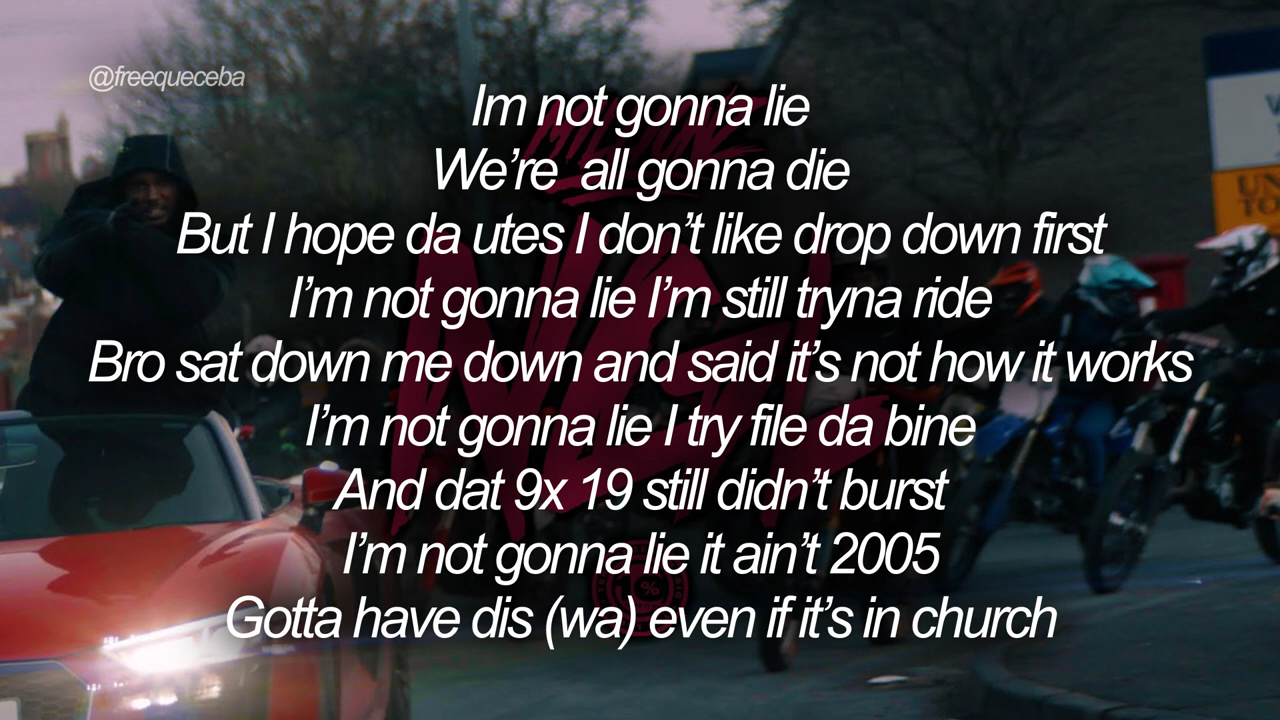 @freequeceba
Im not gonna lie
We’re  all gonna die
But I hope da utes I don’t like drop down first
I’m not gonna lie I’m still tryna ride
Bro sat down me down and said it’s not how it works
I’m not gonna lie I try file da bine
And dat 9x 19 still didn’t burst
I’m not gonna lie it ain’t 2005
Gotta have dis (wa) even if it’s in church